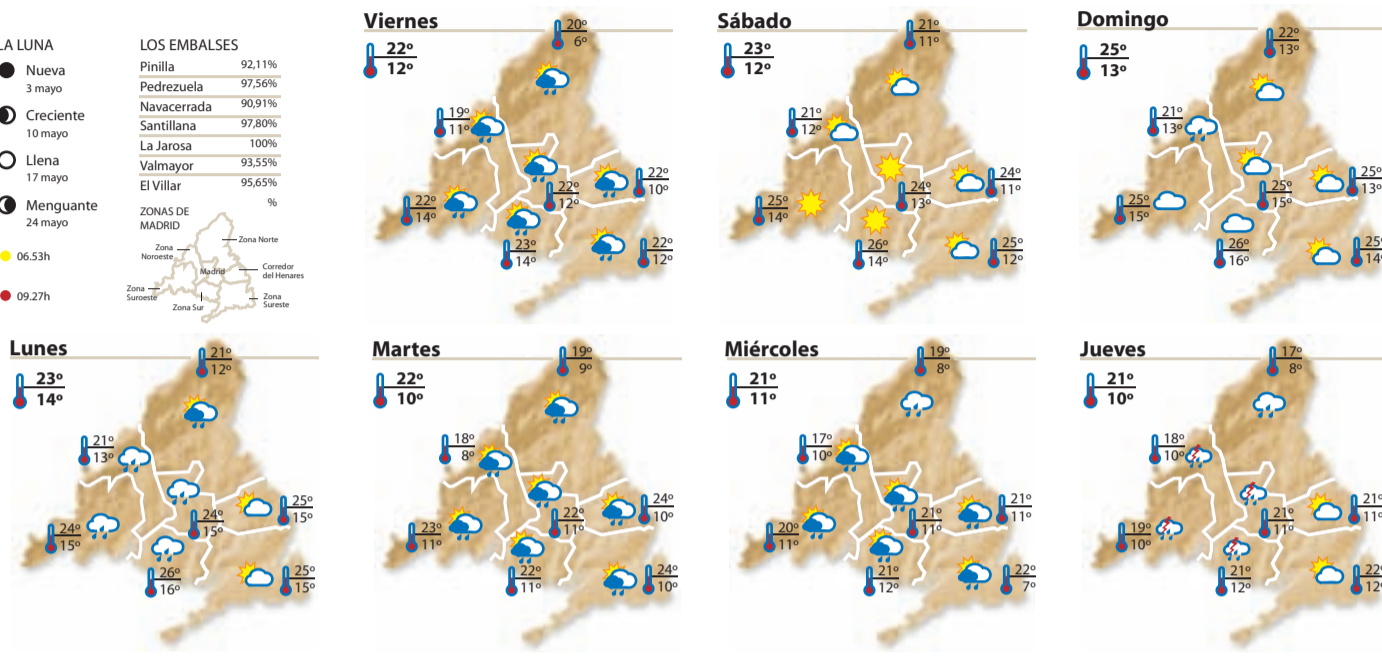 LA LUNA
Nueva
3 mayo
Creciente
10 mayo
Llena
17 mayo
Menguante
24 mayo
06.53h
09.27h
LOS EMBALSES
Pinilla 92,11%
Pedrezuela 97,56%
Navacerrada 90,91%
Santillana 97,80%
La Jarosa 100%
Valmayor 93,55%
El Villar 95,65%
%
ZONAS DE
MADRID
Zona Norte
Zona
Noroeste
Madrid
Corredor
del Henares
Zona
Suroeste
Zona Sur
Zona
Sureste
Viernes
22º
12º
20º
6º
19º
11º
22º
10º
22º
12º
22º
14º
23º
14º
22º
12º
Sábado
23º
12º
21º
11º
21º
12º
24º
11º
24º
13º
25º
14º
26º
14º
25º
12º
Domingo
25º
13º
22º
13º
21º
13º
25º
13º
25º
15º
25º
15º
26º
16º
25º
14º
Lunes
23º
14º
21º
12º
21º
13º
25º
15º
24º
15º
24º
15º
26º
16º
25º
15º
Martes
22º
10º
19º
9º
18º
8º
24º
10º
22º
11º
23º
11º
22º
11º
24º
10º
Miércoles
21º
11º
19º
8º
17º
10º
21º
11º
21º
11º
20º
11º
21º
12º
22º
7º
Jueves
21º
10º
17º
8º
18º
10º
21º
11º
21º
11º
19º
10º
21º
12º
22º
12º